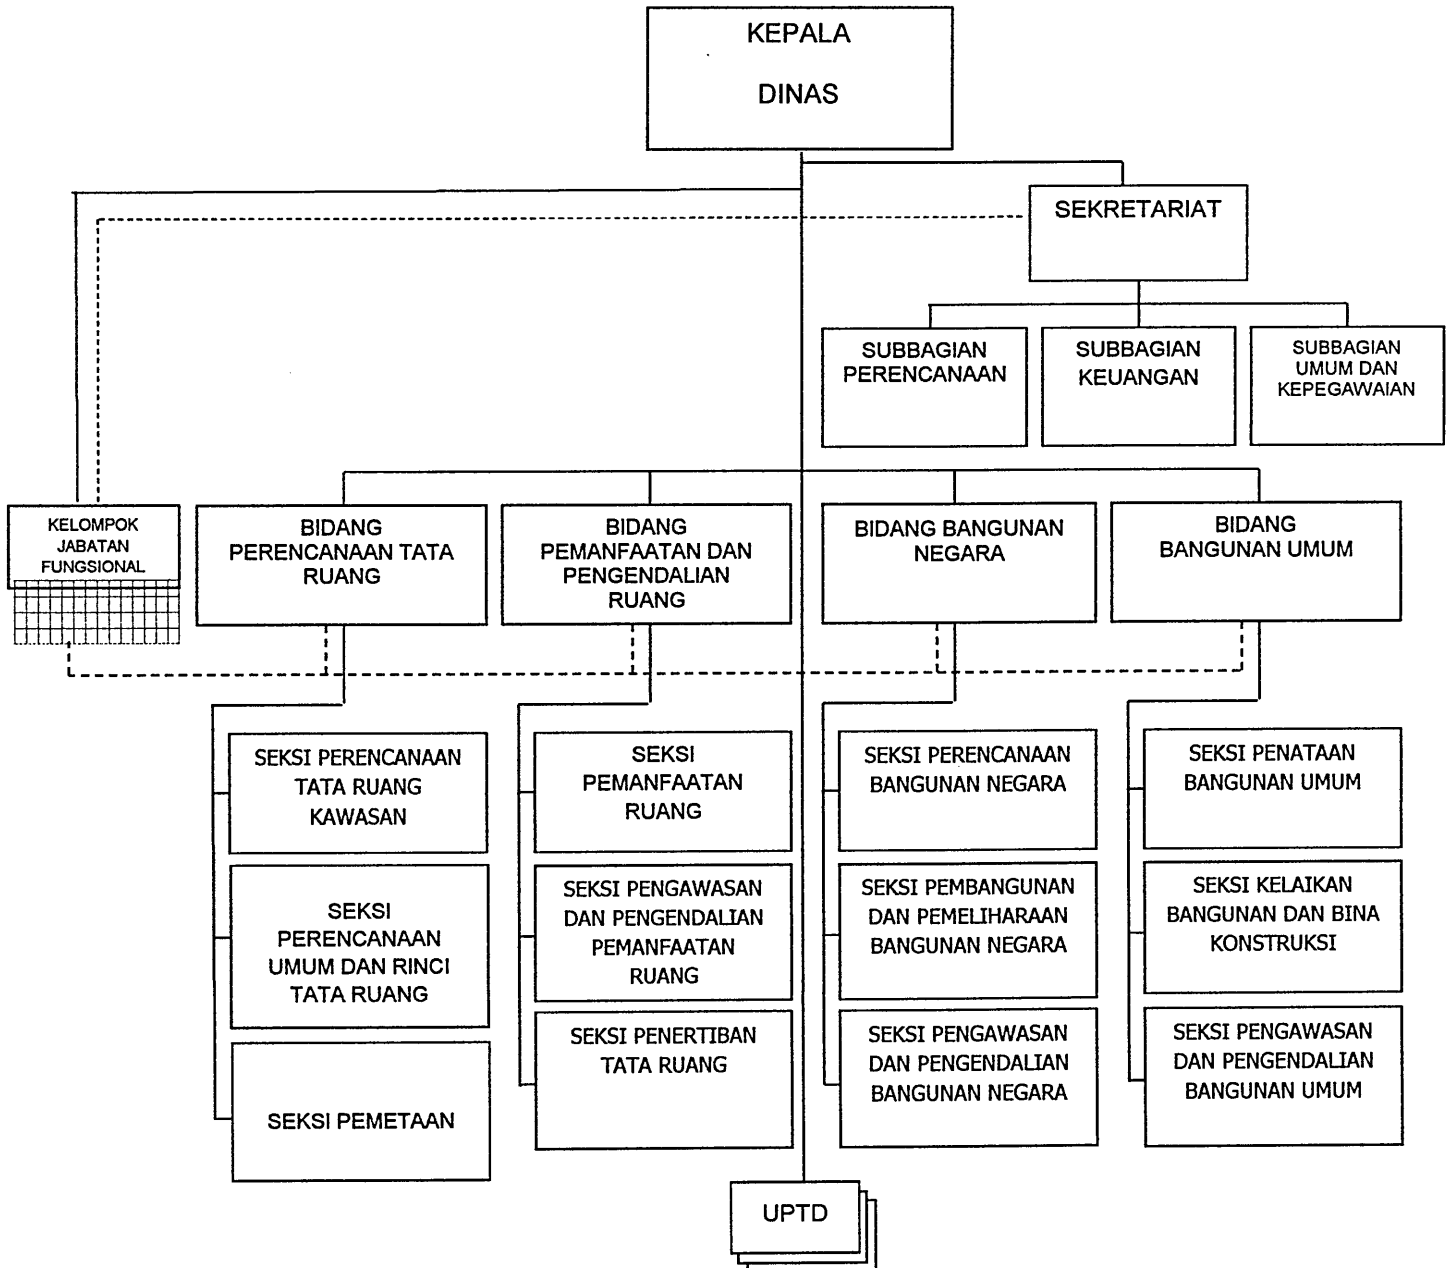 KEPALA
DINAS
SEKRETARIAT
SUBBAGIAN
PERENCANAAN
SUBBAGIAN
KEUANGAN
SUBBAGIAN
UMUM DAN
KEPEGAWAIAN
KELOMPOK
JABATAN
FUNGSIONAL
BIDANG
PERENCANAAN TATA
RUANG
BIDANG
PEMANFAATAN DAN
PENGENDALIAN
RUANG
BIDANG BANGUNAN
NEGARA
BIDANG
BANGUNAN UMUM
SEKSI PERENCANAAN
TATA RUANG
KAWASAN
SEKSI
PERENCANAAN
UMUM DAN RINCI
TATA RUANG
SEKSI PEMETAAN
SEKSI
PEMANFAATAN
RUANG
SEKSI PENGAWASAN
DAN PENGENDALIAN
PEMANFAATAN
RUANG
SEKSI PENERTIBAN
TATA RUANG
SEKSI PERENCANAAN
BANGUNAN NEGARA
SEKSI PEMBANGUNAN
DAN PEMELIHARAAN
BANGUNAN NEGARA
SEKSI PENGAWASAN
DAN PENGENDALIAN
BANGUNAN NEGARA
SEKSI PENATAAN
BANGUNAN UMUM
SEKSI KELAIKAN
BANGUNAN DAN BINA
KONSTRUKSI
SEKSI PENGAWASAN
DAN PENGENDALIAN
BANGUNAN UMUM
UPTD